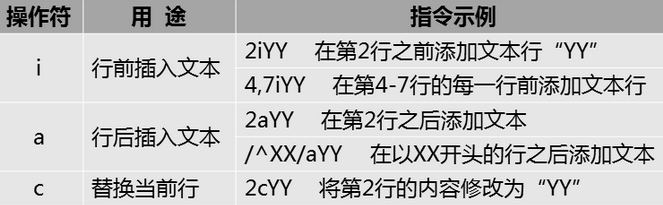 操作符 用 途 指令示例
i 行前插入文本 2iYY 在第2行之前添加文本行“YY”
4,7iYY 在第4-7行的每一行前添加文本行
a 行后插入文本 2aYY 在第2行之后添加文本
/^XX/aYY 在以XX开头的行之后添加文本
c 替换当前行 2cYY 将第2行的内容修改为“YY”